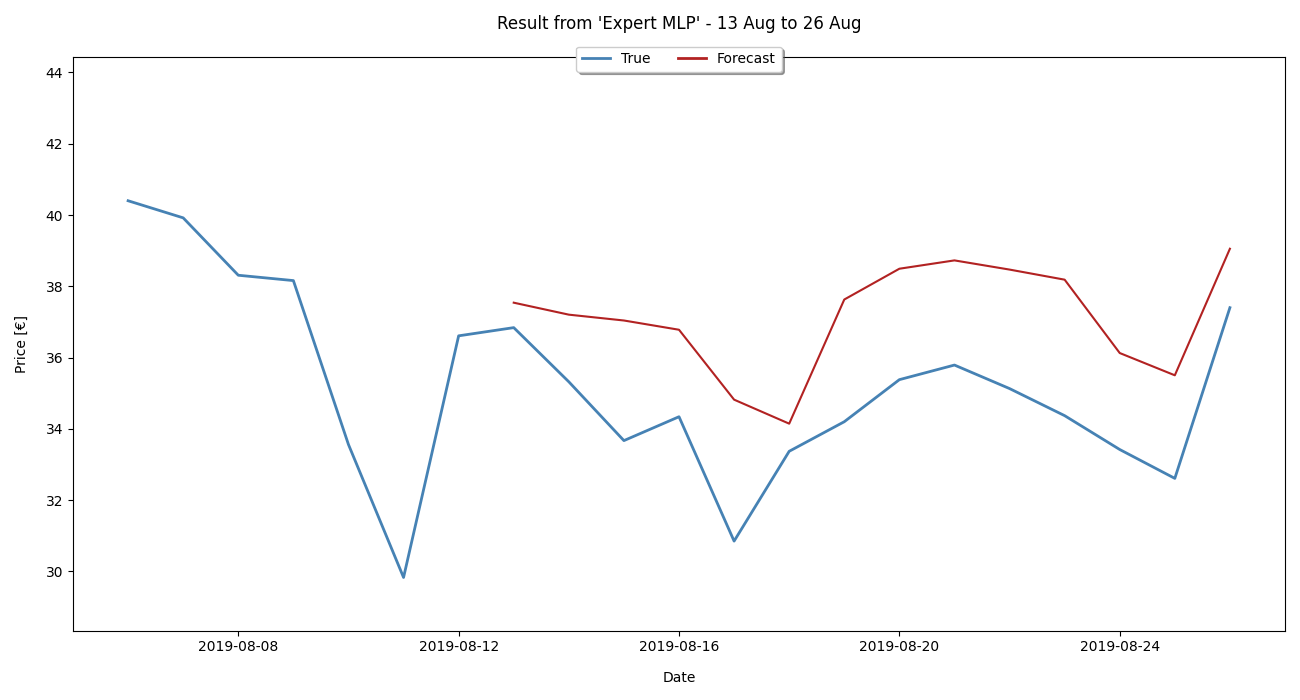 Result from 'Expert MLP' - 13 Aug to 26 Aug
True Forecast
44
42
40
38
36
34
32
30
Price [€]
2019-08-08 2019-08-12 2019-08-16 2019-08-20 2019-08-24
Date